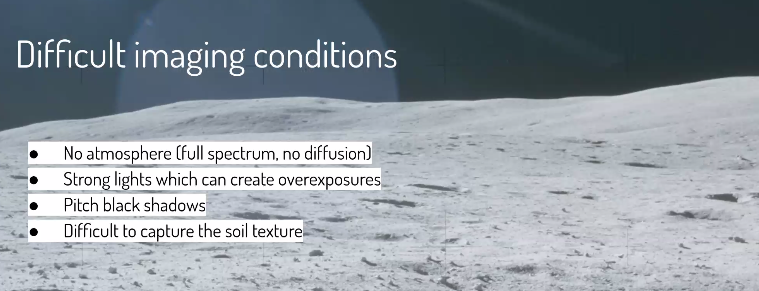 Difficult imaging conditions
● No atmosphere (full spectrum, no diffusion)
● Strong lights which can create overexposures
● Pitch black shadows
● Difficult to capture the soil texture